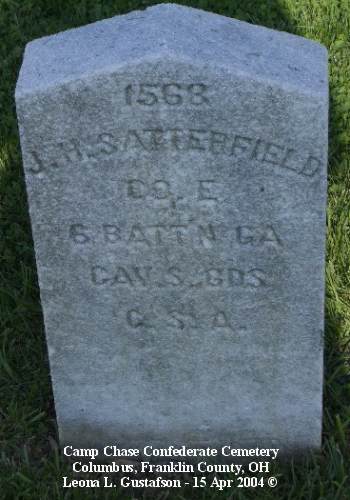 1568
J. H. SATTERFIELD
CO. E
6 BATT'N GA
CAV. S. GDS
C. S. A.
Camp Chase Confederate Cemetery
Columbus, Franklin County, OH
Leona L. Gustafson - 15 Apr 2004 ©